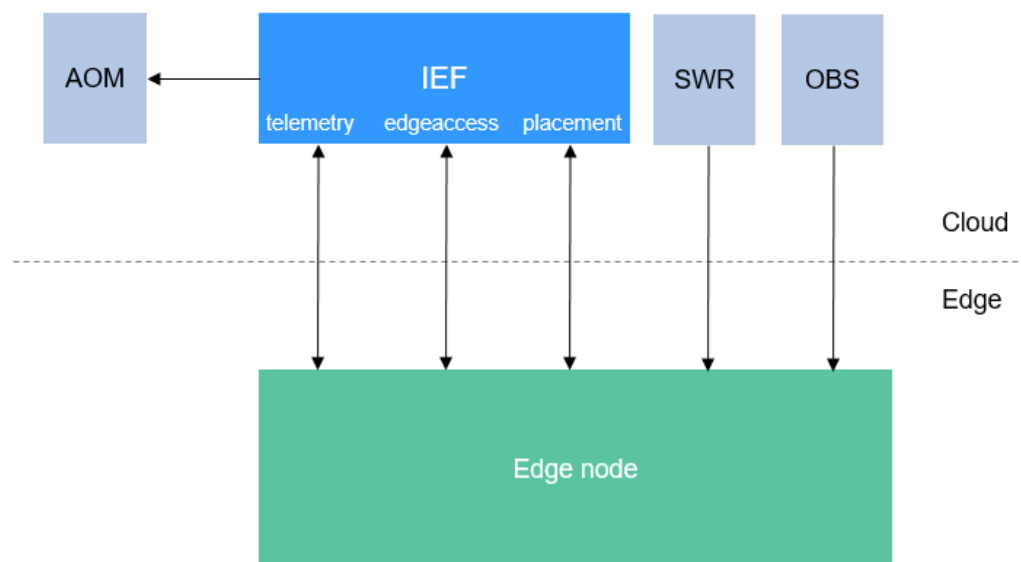 AOM
IEF
SWR
OBS
telemetry edgeaccess placement
Cloud
Edge
Edge node